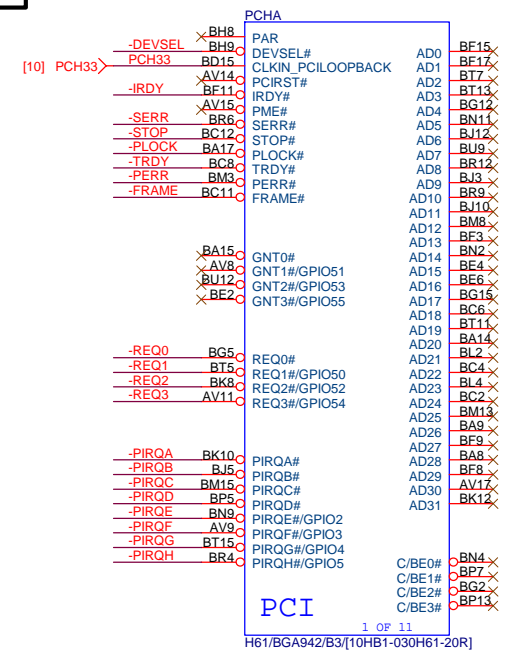 PCHA
BH8 PAR
-DEVSEL BH9 DEVSEL#
[10] PCH33 PCH33 BD15 CLKIN_PCILOOPBACK
AV14 PCIRST#
-IRDY BF11 IRDY#
AV15 PME#
-SERR BR6 SERR#
-STOP BC12 STOP#
-PLOCK BA17 PLOCK#
-TRDY BC8 TRDY#
-PERR BM3 PERR#
-FRAME BC11 FRAME#
BA15 GNT0#
AV8 GNT1#/GPIO51
BU12 GNT2#/GPIO53
BE2 GNT3#/GPIO55
-REQ0 BG5 REQ0#
-REQ1 BT5 REQ1#/GPIO50
-REQ2 BK8 REQ2#/GPIO52
-REQ3 AV11 REQ3#/GPIO54
-PIRQA BK10 PIRQA#
-PIRQB BJ5 PIRQB#
-PIRQC BM15 PIRQC#
-PIRQD BP5 PIRQD#
-PIRQE BN9 PIRQE#/GPIO2
-PIRQF AV9 PIRQF#/GPIO3
-PIRQG BT15 PIRQG#/GPIO4
-PIRQH BR4 PIRQH#/GPIO5
AD0 BF15
AD1 BF17
AD2 BT7
AD3 BT13
AD4 BG12
AD5 BN11
AD6 BJ12
AD7 BU9
AD8 BR12
AD9 BJ3
AD10 BR9
AD11 BJ10
AD12 BM8
AD13 BF3
AD14 BN2
AD15 BE4
AD16 BE6
AD17 BG15
AD18 BC6
AD19 BT11
AD20 BA14
AD21 BL2
AD22 BC4
AD23 BL4
AD24 BC2
AD25 BM13
AD26 BA9
AD27 BF9
AD28 BA8
AD29 BF8
AD30 AV17
AD31 BK12
C/BE0# BN4
C/BE1# BP7
C/BE2# BG2
C/BE3# BP13
PCI
1 OF 11
H61/BGA942/B3/[10HB1-030H61-20R]